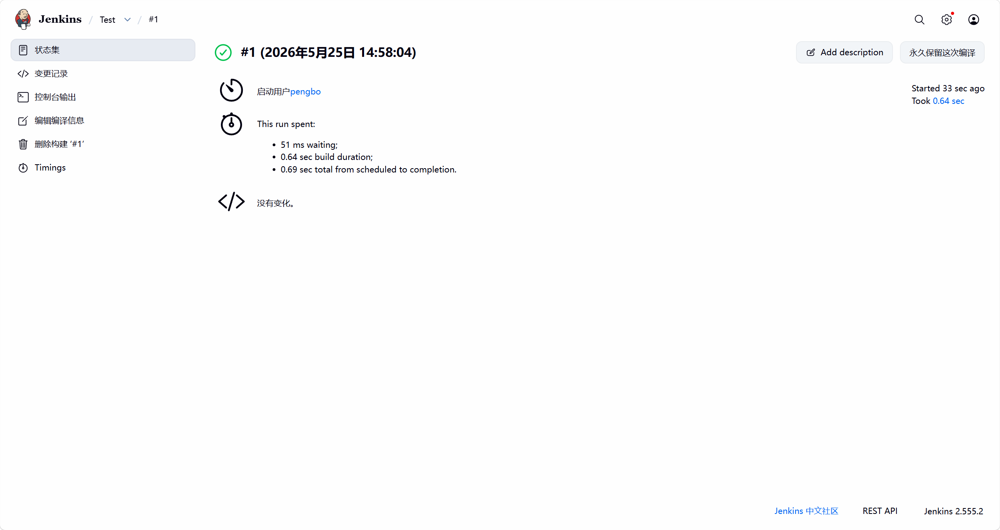 Jenkins / Test / #1
状态集
变更记录
控制台输出
编辑编译信息
删除构建 ‘#1’
Timings
#1 (2026年5月25日 14:58:04)
Add description
永久保留这次编译
启动用户pengbo
Started 33 sec ago
Took 0.64 sec
This run spent:
• 51 ms waiting;
• 0.64 sec build duration;
• 0.69 sec total from scheduled to completion.
没有变化。
Jenkins 中文社区
REST API
Jenkins 2.555.2